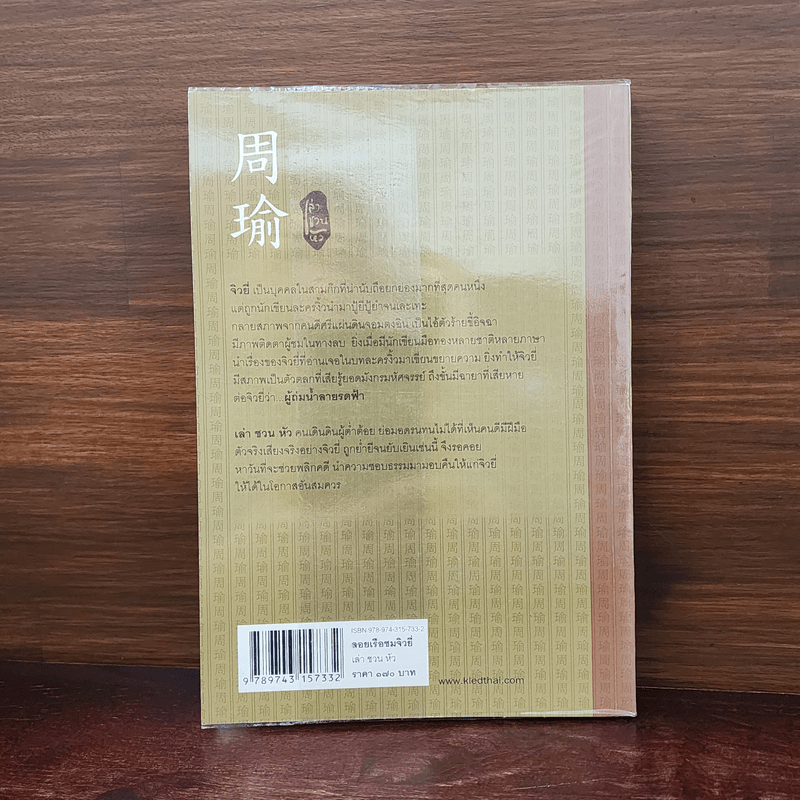 周
瑜
เล่า
ชวน
หัว
จิวยี่ เป็นบุคคลในสามก๊กที่น่านับถือยกย่องมากที่สุดคนหนึ่ง
แต่ถูกนักเขียนละครงิ้วนำมาปู้ยี่ปู้ยำจนเละเทะ
กลายสภาพจากคนดีศรีแผ่นดินจอมตงฉิน เป็นไอ้ตัวร้ายขี้อิจฉา
มีภาพติดตาผู้ชมในทางลบ ยิ่งเมื่อมีนักเขียนมือทองหลายชาติหลายภาษา
นำเรื่องของจิวยี่ที่อ่านเจอในบทละครงิ้วมาเขียนขยายความ ยิ่งทำให้จิวยี่
มีสภาพเป็นตัวตลกที่เสียรู้ยอดมังกรมหัศจรรย์ ถึงขั้นมีฉายาที่เสียหาย
ต่อจิวยี่ว่า...ผู้ถ่มน้ำลายรดฟ้า
เล่า ชวน หัว คนเดินดินผู้ต่ำต้อย ย่อมอดรนทนไม่ได้ที่เห็นคนดีมีฝีมือ
ตัวจริงเสียงจริงอย่างจิวยี่ ถูกย่ำยีจนยับเยินเช่นนี้ จึงรอคอย
หาวันที่จะช่วยพลิกคดี นำความชอบธรรมมามอบคืนให้แก่จิวยี่
ให้ได้ในโอกาสอันสมควร
ISBN 978-974-315-733-2
ลอยเรือชมจิวยี่
เล่า ชวน หัว
ราคา ๑๗๐ บาท
9 789743 157332
www.kledthai.com